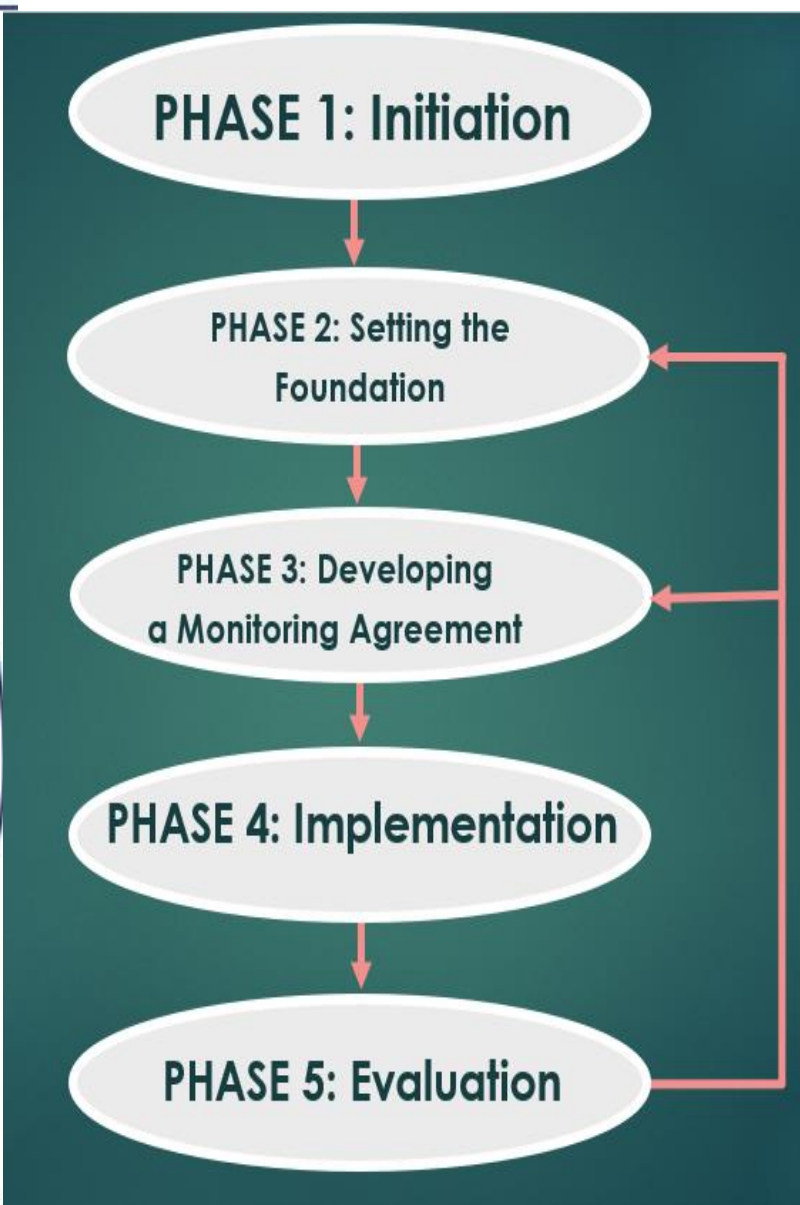 PHASE 1: Initiation
PHASE 2: Setting the
Foundation
PHASE 3: Developing
a Monitoring Agreement
PHASE 4: Implementation
PHASE 5: Evaluation